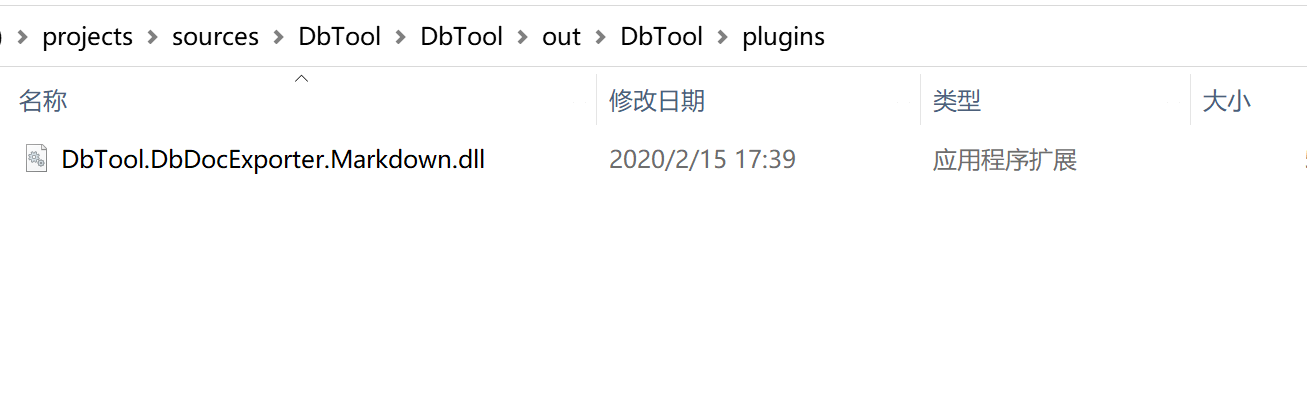 projects > sources > DbTool > DbTool > out > DbTool > plugins
名称 修改日期 类型 大小
DbTool.DbDocExporter.Markdown.dll 2020/2/15 17:39 应用程序扩展